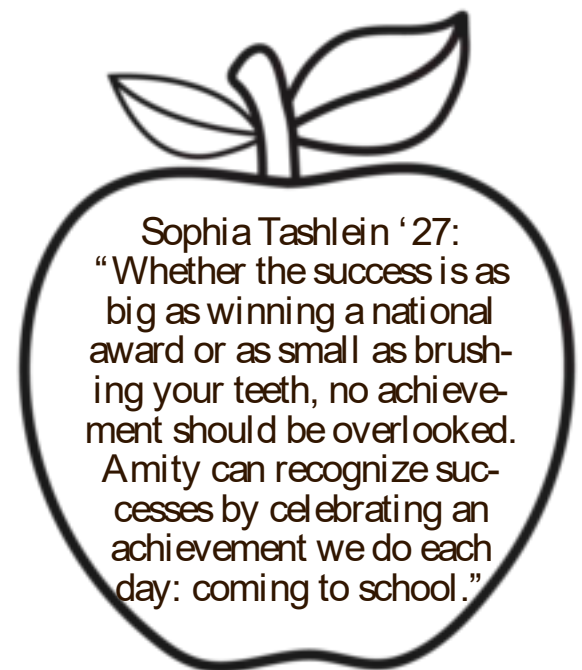 Sophia Tashlein ‘27:
“Whether the success is as
big as winning a national
award or as small as brush-
ing your teeth, no achieve-
ment should be overlooked.
Amity can recognize suc-
cesses by celebrating an
achievement we do each
day: coming to school.”